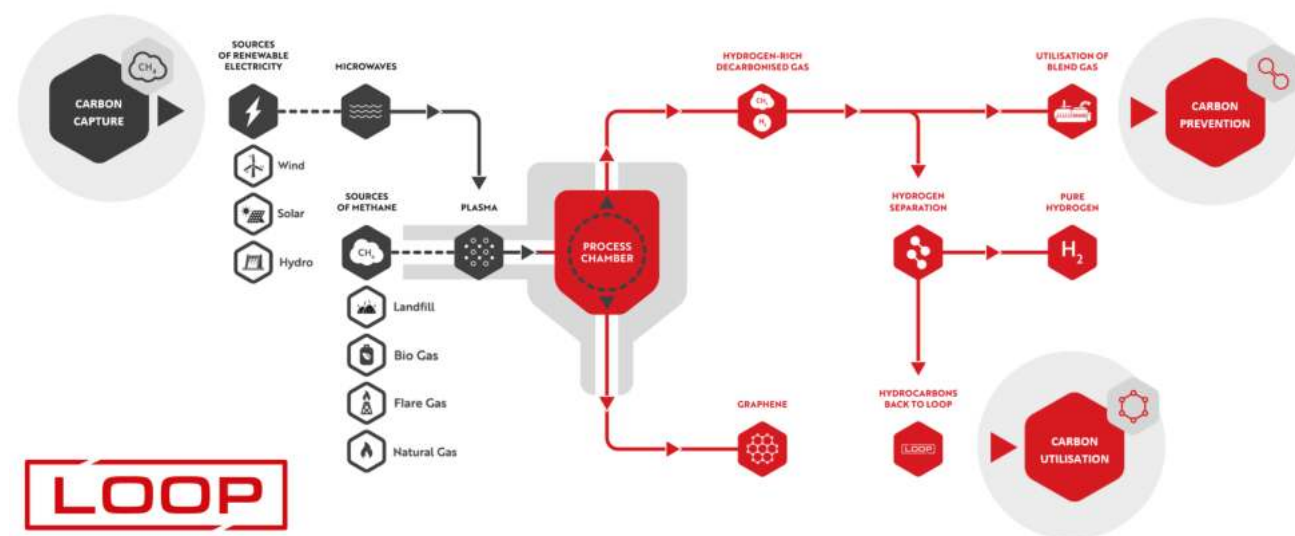 CARBON
CAPTURE
CH₄
SOURCES
OF RENEWABLE
ELECTRICITY
Wind
Solar
Hydro
MICROWAVES
SOURCES
OF METHANE
CH₄
Landfill
Bio Gas
Flare Gas
Natural Gas
PLASMA
PROCESS
CHAMBER
HYDROGEN-RICH
DECARBONISED GAS
CH₄
H₂
UTILISATION OF
BLEND GAS
CARBON
PREVENTION
HYDROGEN
SEPARATION
PURE
HYDROGEN
H₂
GRAPHENE
HYDROCARBONS
BACK TO LOOP
LOOP
CARBON
UTILISATION
LOOP